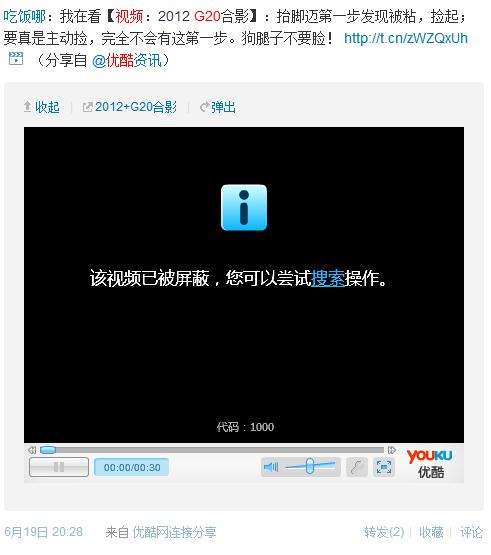 吃饭哪：我在看【视频：2012 G20合影】：抬脚迈第一步发现被粘，捡起；
要真是主动捡，完全不会有这第一步。狗腿子不要脸！ http://t.cn/zWZQxUh
（分享自 @优酷资讯）
收起 | 2012+G20合影 | 弹出
该视频已被屏蔽，您可以尝试搜索操作。
代码：1000
00:00/00:30
YOUKU
优酷
6月19日 20:28 来自 优酷网连接分享 转发(2) | 收藏 | 评论